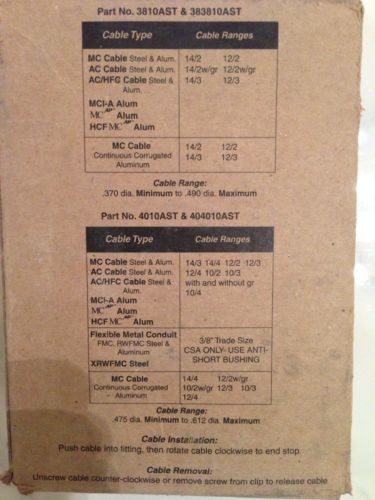 Part No. 3810AST & 383810AST
Cable Type Cable Ranges
MC Cable Steel & Alum. 14/2 12/2
AC Cable Steel & Alum. 14/2w/gr 12/2w/gr
AC/HFC Cable Steel & 14/3 12/3
Alum.
MCI-A Alum
MC AP Alum
HCF MC AP Alum
MC Cable 14/2 12/2
Continuous Corrugated 14/3 12/3
Aluminum
Cable Range:
.370 dia. Minimum to .490 dia. Maximum
Part No. 4010AST & 404010AST
Cable Type Cable Ranges
MC Cable Steel & Alum. 14/3 14/4 12/2 12/3
AC Cable Steel & Alum. 12/4 10/2 10/3
AC/HFC Cable Steel & with and without gr
Alum. 10/4
MCI-A Alum
MC AP Alum
HCF MC AP Alum
Flexible Metal Conduit 3/8" Trade Size
FMC, RWFMC Steel & CSA ONLY- USE ANTI-
Aluminum SHORT BUSHING
XRWFMC Steel
MC Cable 14/4 12/2w/gr
Continuous Corrugated 10/2w/gr 12/3 10/3
Aluminum 12/4
Cable Range:
.475 dia. Minimum to .612 dia. Maximum
Cable Installation:
Push cable into fitting, then rotate cable clockwise to end stop.
Cable Removal:
Unscrew cable counter-clockwise or remove screw from clip to release cable